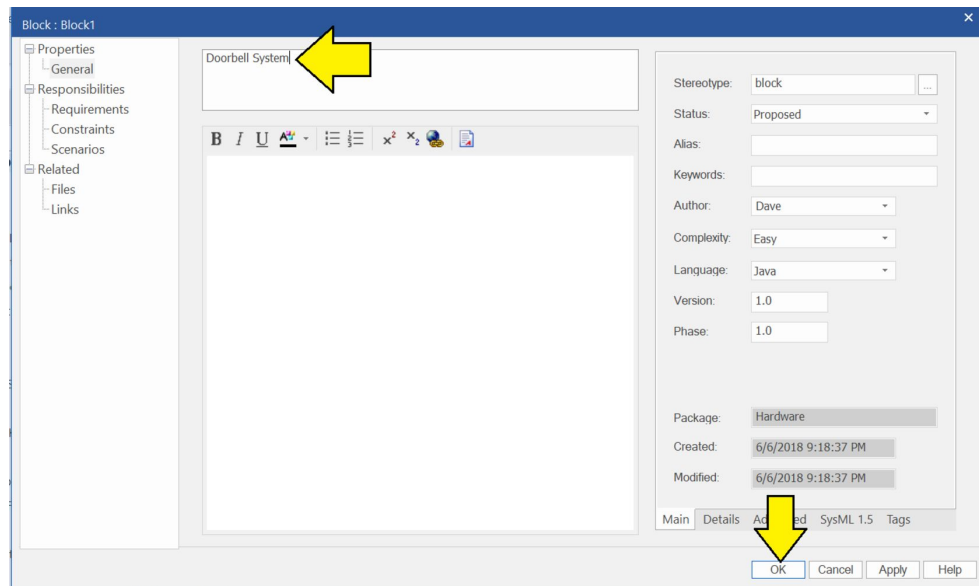 Block : Block1
Properties
General
Responsibilities
Requirements
Constraints
Scenarios
Related
Files
Links
Doorbell System
B I U A x² x₂
Stereotype: block ...
Status: Proposed
Alias:
Keywords:
Author: Dave
Complexity: Easy
Language: Java
Version: 1.0
Phase: 1.0
Package: Hardware
Created: 6/6/2018 9:18:37 PM
Modified: 6/6/2018 9:18:37 PM
Main Details SysML 1.5 Tags
OK Cancel Apply Help